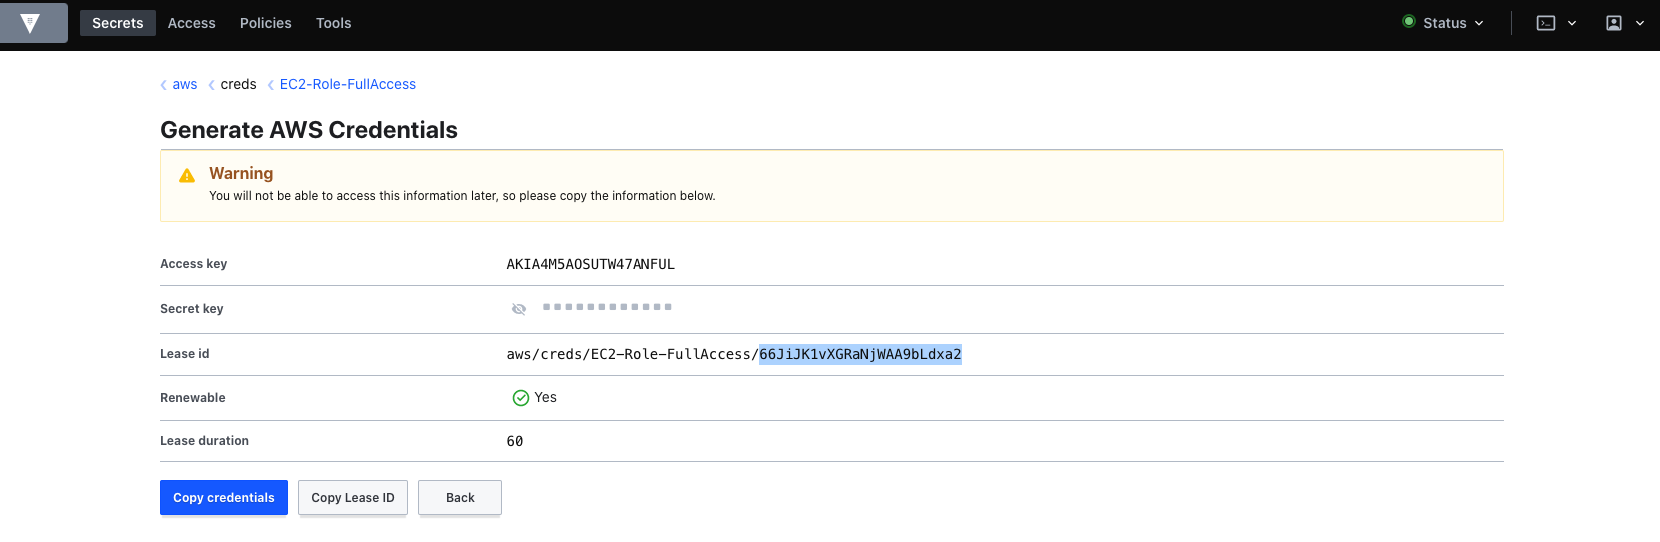 Secrets Access Policies Tools Status
aws creds EC2-Role-FullAccess
Generate AWS Credentials
Warning
You will not be able to access this information later, so please copy the information below.
Access key AKIA4M5AOSUTW47ANFUL
Secret key
Lease id aws/creds/EC2-Role-FullAccess/66JiJK1vXGRaNjWAA9bLdxa2
Renewable Yes
Lease duration 60
Copy credentials Copy Lease ID Back